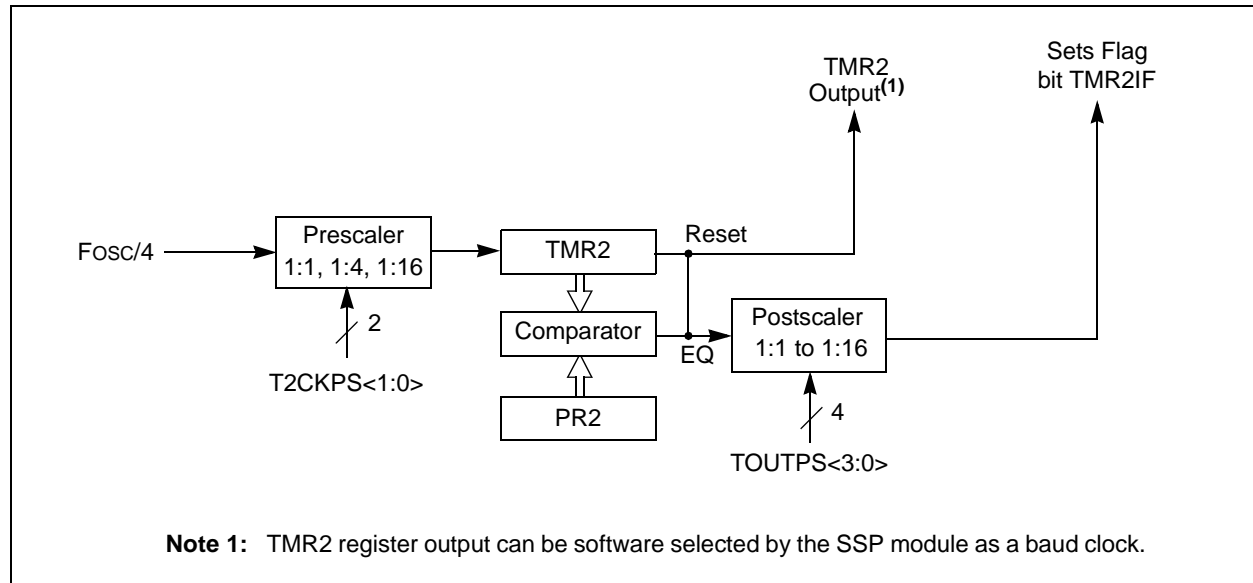 TMR2
Output(1)
Sets Flag
bit TMR2IF
Reset
FOSC/4
Prescaler
1:1, 1:4, 1:16
TMR2
2
T2CKPS<1:0>
Comparator
EQ
PR2
Postscaler
1:1 to 1:16
4
TOUTPS<3:0>
Note 1: TMR2 register output can be software selected by the SSP module as a baud clock.